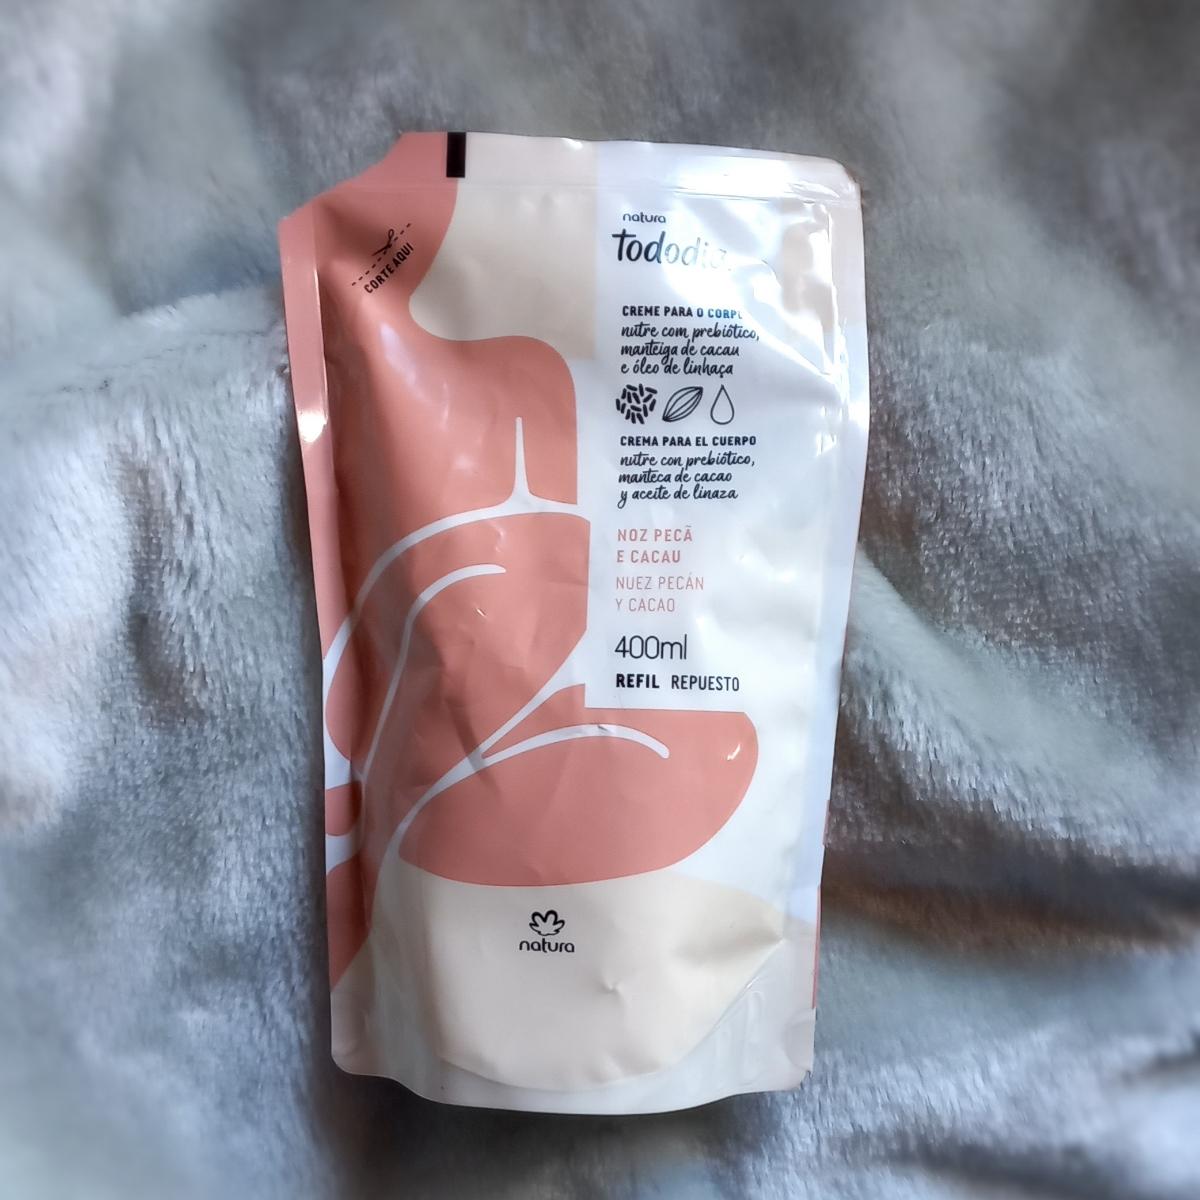 CORTE AQUI
natura
Tododia.
CREME PARA O CORPO
nutre com prebiótico,
manteiga de cacau
e óleo de linhaça
CREMA PARA EL CUERPO
nutre con prebiótico,
manteca de cacao
y aceite de linaza
NOZ PECÃ
E CACAU
NUEZ PECÁN
Y CACAO
400ml
REFIL REPUESTO
natura